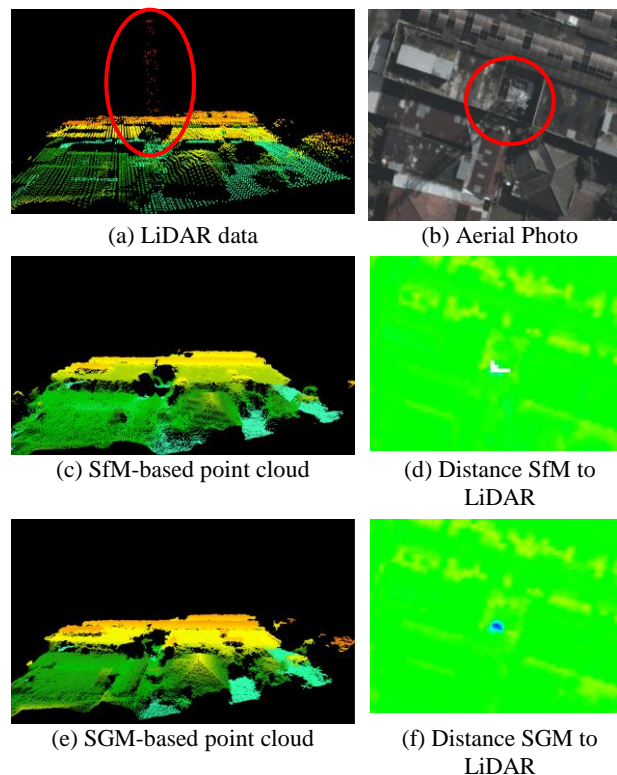 (a) LiDAR data
(b) Aerial Photo
(c) SfM-based point cloud
(d) Distance SfM to
LiDAR
(e) SGM-based point cloud
(f) Distance SGM to
LiDAR